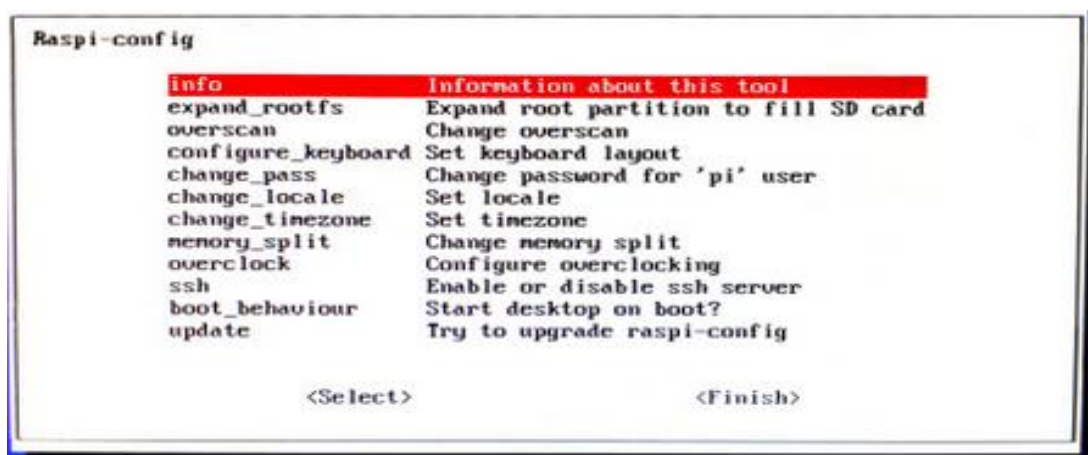 Raspi-config
info Information about this tool
expand_rootfs Expand root partition to fill SD card
overscan Change overscan
configure_keyboard Set keyboard layout
change_pass Change password for 'pi' user
change_locale Set locale
change_timezone Set timezone
memory_split Change memory split
overclock Configure overclocking
ssh Enable or disable ssh server
boot_behaviour Start desktop on boot?
update Try to upgrade raspi-config
<Select> <Finish>